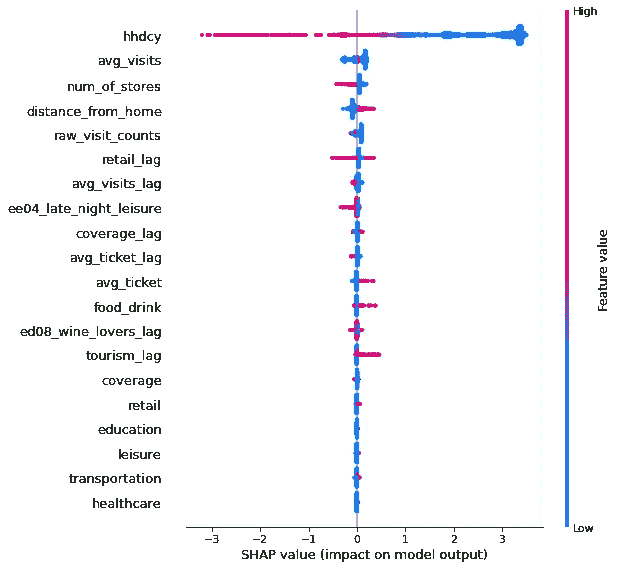 High
hhdcy
avg_visits
num_of_stores
distance_from_home
raw_visit_counts
retail_lag
avg_visits_lag
ee04_late_night_leisure
coverage_lag
avg_ticket_lag
avg_ticket
food_drink
ed08_wine_lovers_lag
tourism_lag
coverage
retail
education
leisure
transportation
healthcare
Feature value
Low
−3 −2 −1 0 1 2 3
SHAP value (impact on model output)